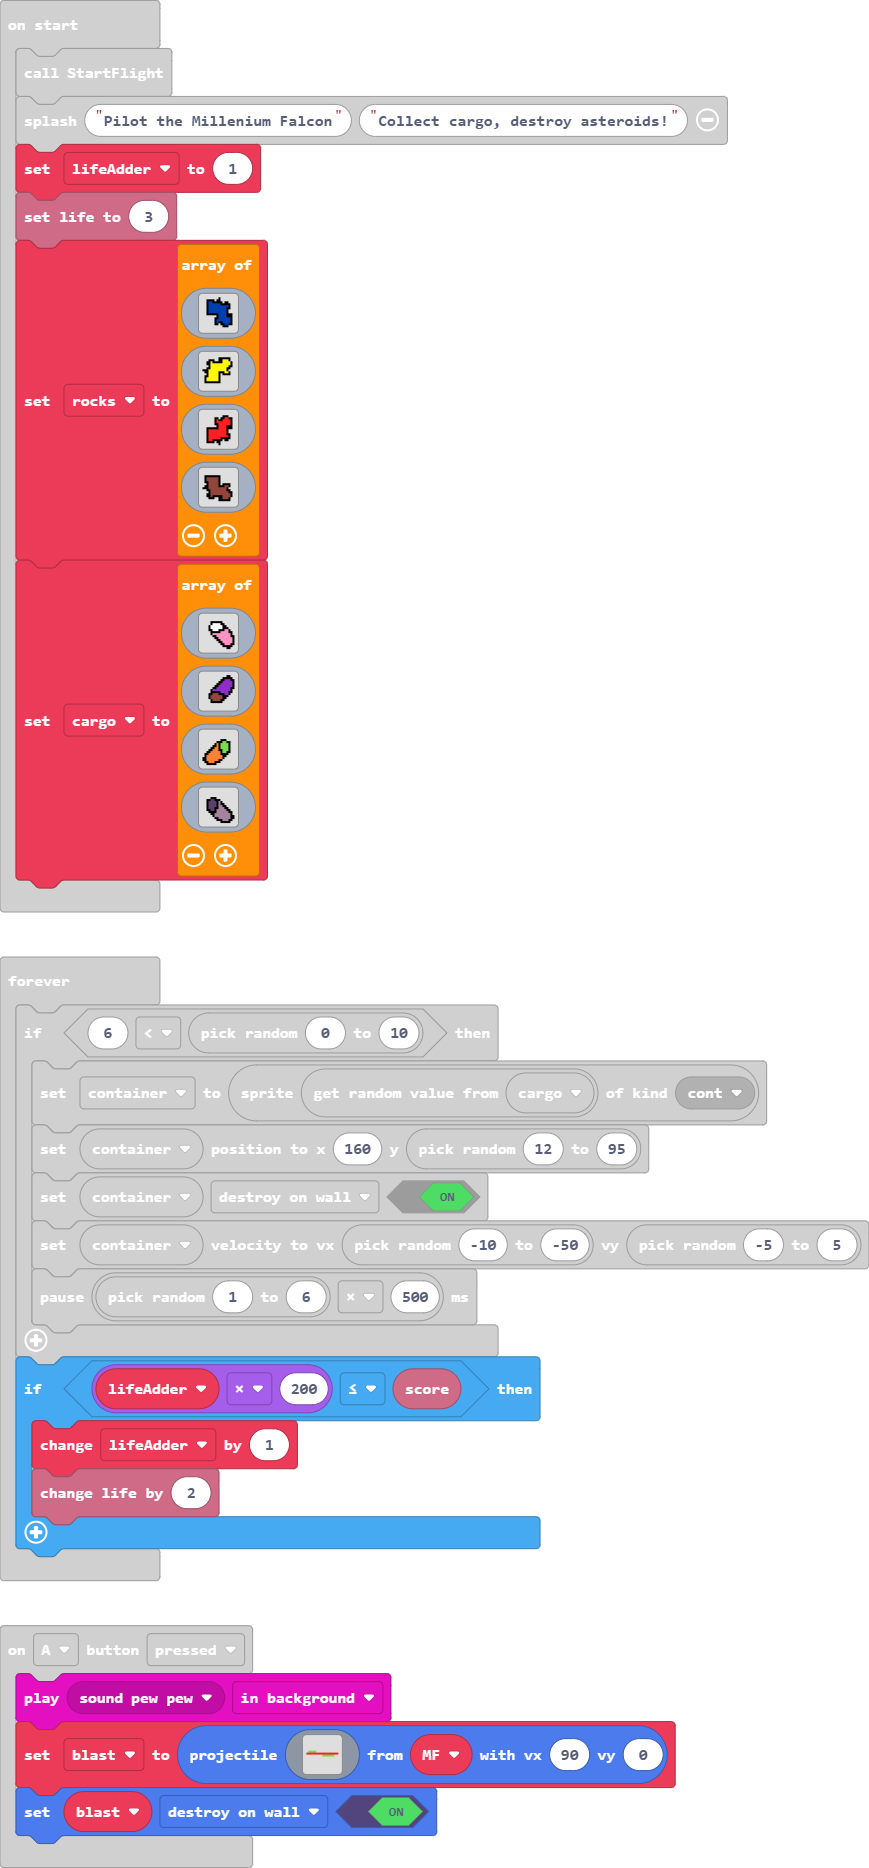 on start
call StartFlight
splash "Pilot the Millenium Falcon" "Collect cargo, destroy asteroids!"
set lifeAdder to 1
set life to 3
array of
set rocks to
array of
set cargo to
forever
if 6 < pick random 0 to 10 then
set container to sprite get random value from cargo of kind cont
set container position to x 160 y pick random 12 to 95
set container destroy on wall ON
set container velocity to vx pick random -10 to -50 vy pick random -5 to 5
pause pick random 1 to 6 × 500 ms
if lifeAdder × 200 ≤ score then
change lifeAdder by 1
change life by 2
on A button pressed
play sound pew pew in background
set blast to projectile from MF with vx 90 vy 0
set blast destroy on wall ON